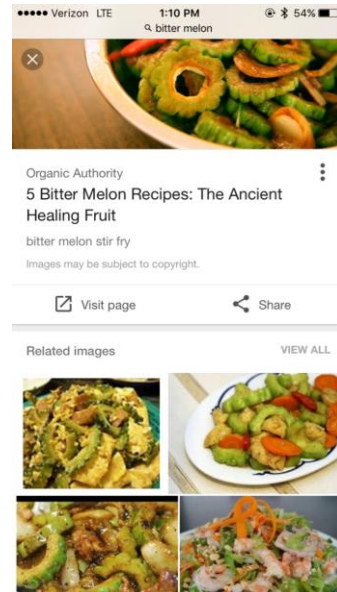 Verizon LTE 1:10 PM 54%
bitter melon
Organic Authority
5 Bitter Melon Recipes: The Ancient
Healing Fruit
bitter melon stir fry
Images may be subject to copyright.
Visit page Share
Related images VIEW ALL